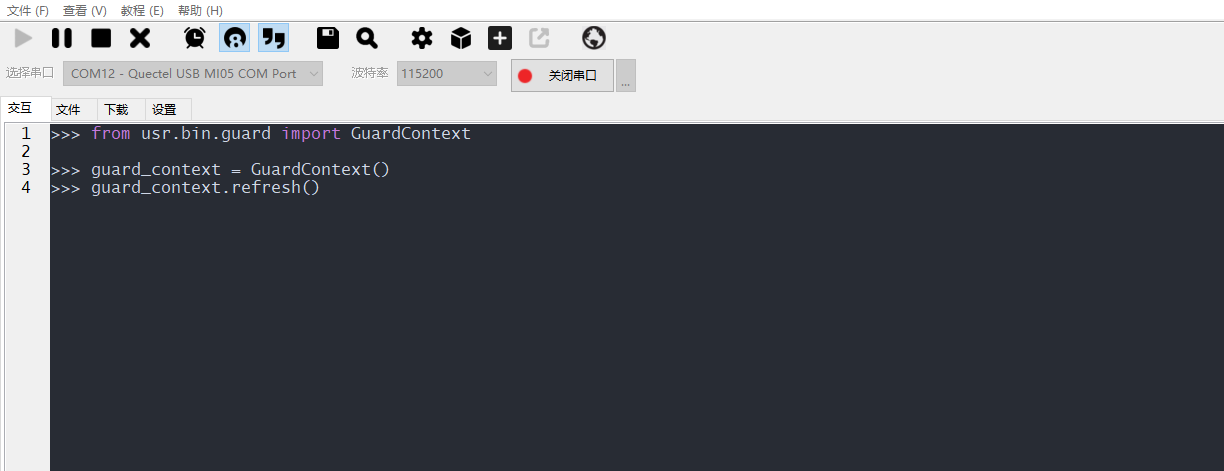 文件 (F) 查看 (V) 教程 (E) 帮助 (H)
选择串口 COM12 - Quectel USB MI05 COM Port 波特率 115200 关闭串口 ...
交互 文件 下载 设置
1 >>> from usr.bin.guard import GuardContext
2
3 >>> guard_context = GuardContext()
4 >>> guard_context.refresh()